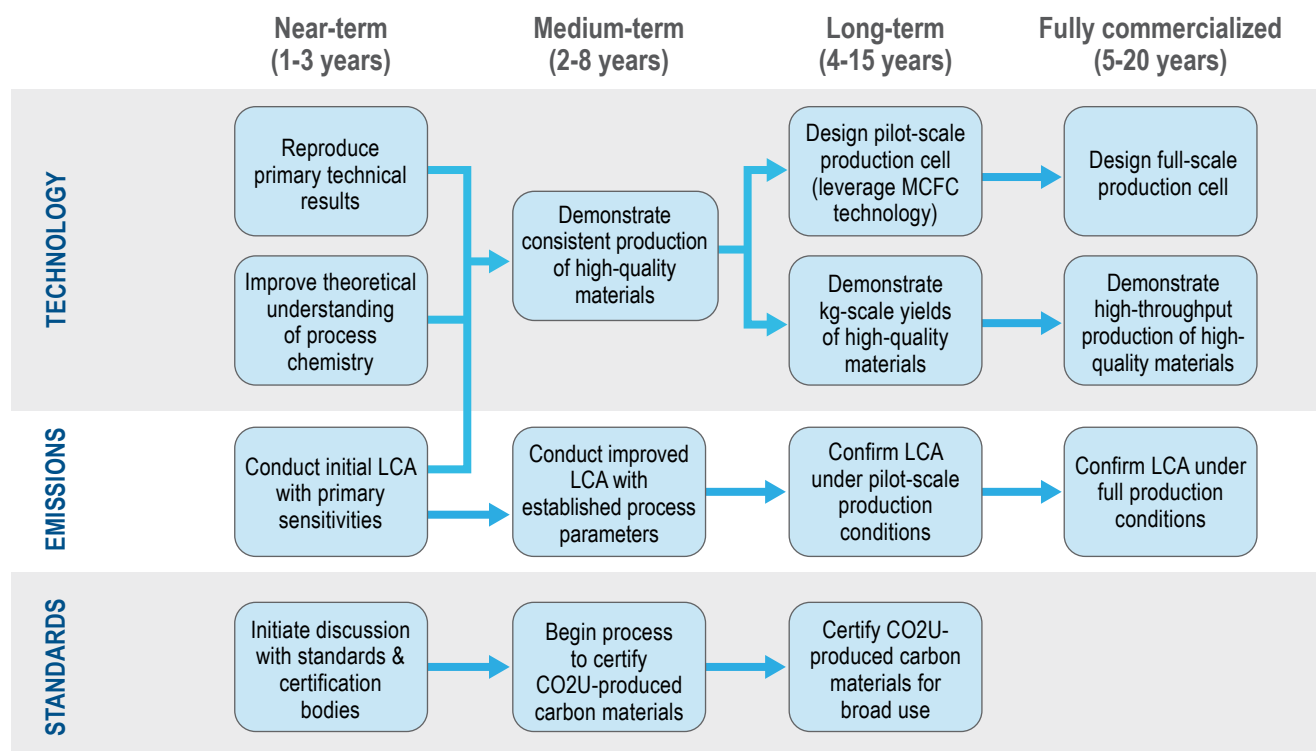 Near-term
(1-3 years)
Medium-term
(2-8 years)
Long-term
(4-15 years)
Fully commercialized
(5-20 years)
TECHNOLOGY
Reproduce
primary technical
results
Improve theoretical
understanding
of process
chemistry
Demonstrate
consistent production
of high-quality
materials
Design pilot-scale
production cell
(leverage MCFC
technology)
Design full-scale
production cell
Demonstrate
kg-scale yields
of high-quality
materials
Demonstrate
high-throughput
production of high-
quality materials
EMISSIONS
Conduct initial LCA
with primary
sensitivities
Conduct improved
LCA with
established process
parameters
Confirm LCA
under pilot-scale
production
conditions
Confirm LCA under
full production
conditions
STANDARDS
Initiate discussion
with standards &
certification
bodies
Begin process
to certify
CO2U-produced
carbon materials
Certify CO2U-
produced carbon
materials for
broad use